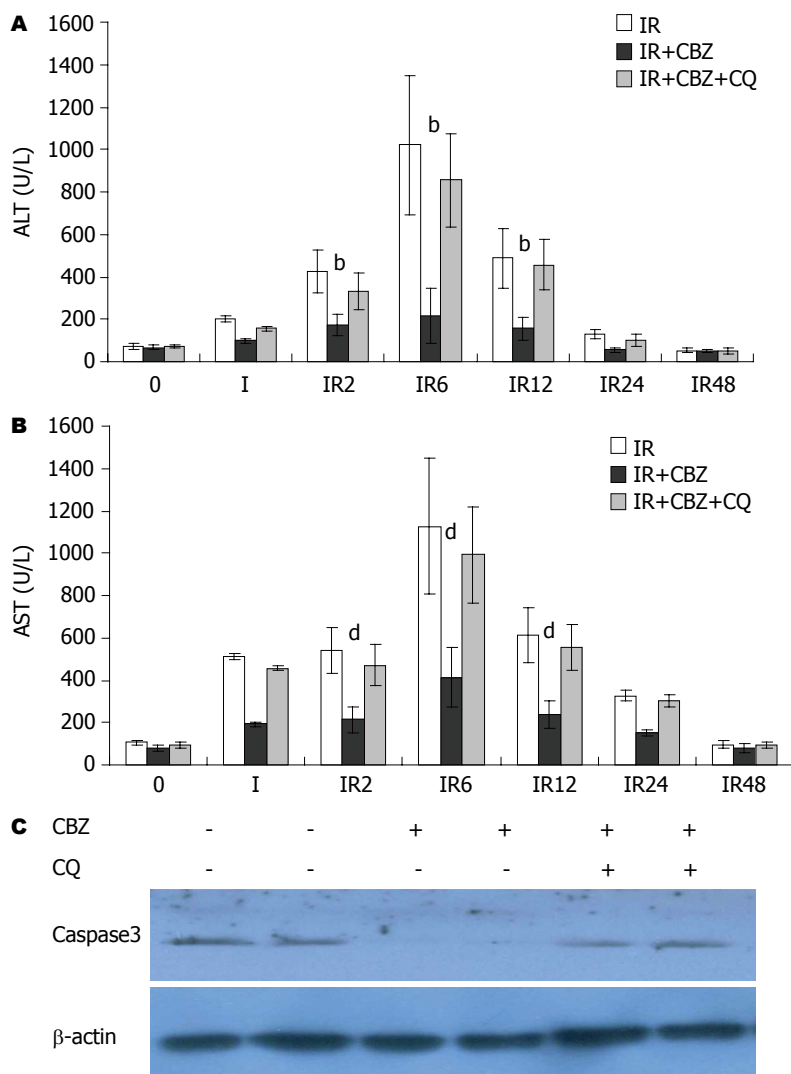 A
1600
1400
1200
1000
800
600
400
200
0
ALT (U/L)
IR
IR+CBZ
IR+CBZ+CQ
b
b
b
0 I IR2 IR6 IR12 IR24 IR48
B
1600
1400
1200
1000
800
600
400
200
0
AST (U/L)
IR
IR+CBZ
IR+CBZ+CQ
d
d
d
0 I IR2 IR6 IR12 IR24 IR48
C CBZ - - + + + +
CQ - - - - + +
Caspase3
β-actin